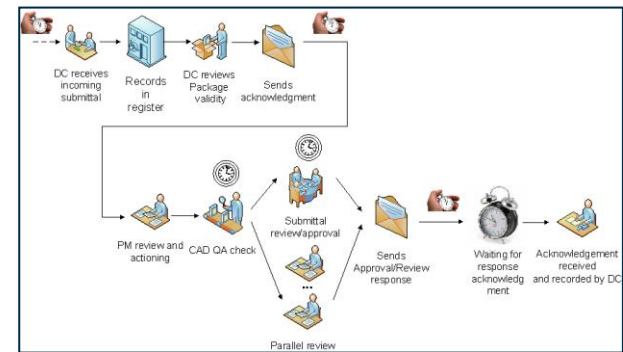 DC receives
incoming
submittal
Records
in
register
DC reviews
Package
validity
Sends
acknowledgment
PM review and
actioning
CAD QA check
Submittal
review/approval
...
Parallel review
Sends
Approval/Review
response
Waiting for
response
acknowledg
ment
Acknowledgement
received
and recorded by DC